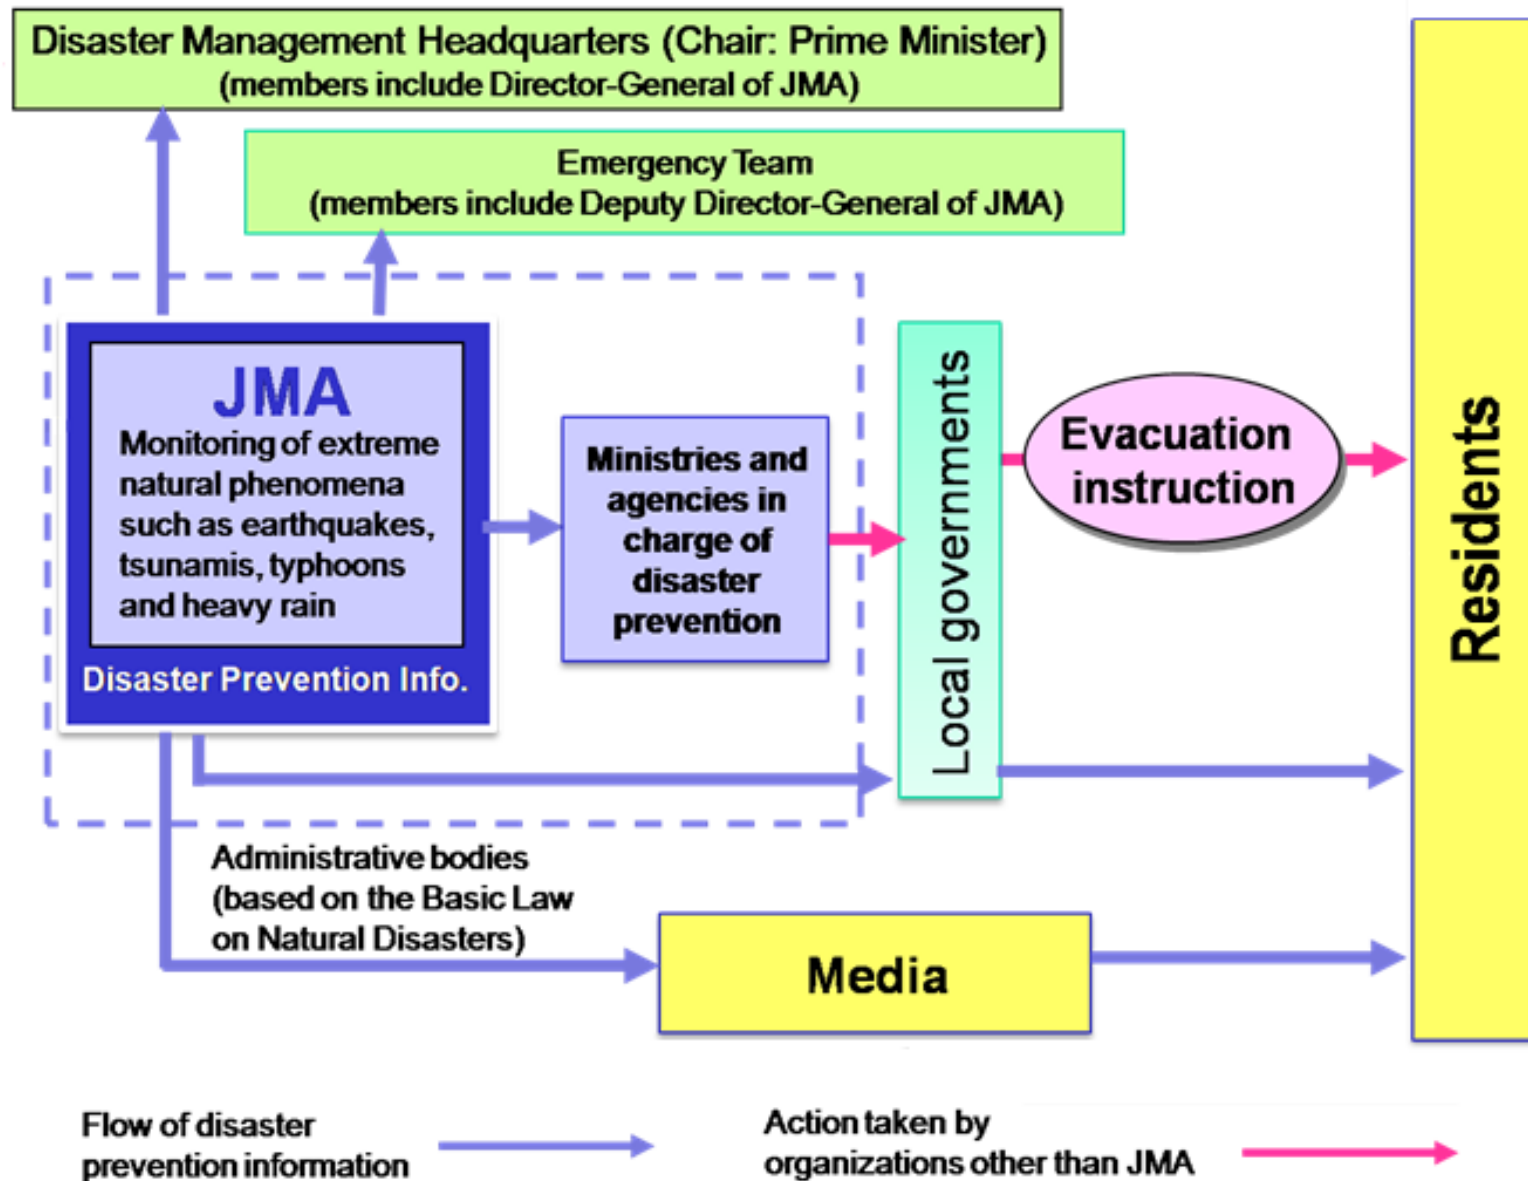 Disaster Management Headquarters (Chair: Prime Minister)
(members include Director-General of JMA)
Emergency Team
(members include Deputy Director-General of JMA)
JMA
Monitoring of extreme
natural phenomena
such as earthquakes,
tsunamis, typhoons
and heavy rain
Disaster Prevention Info.
Ministries and
agencies in
charge of
disaster
prevention
Local governments
Evacuation
instruction
Residents
Administrative bodies
(based on the Basic Law
on Natural Disasters)
Media
Flow of disaster
prevention information
Action taken by
organizations other than JMA